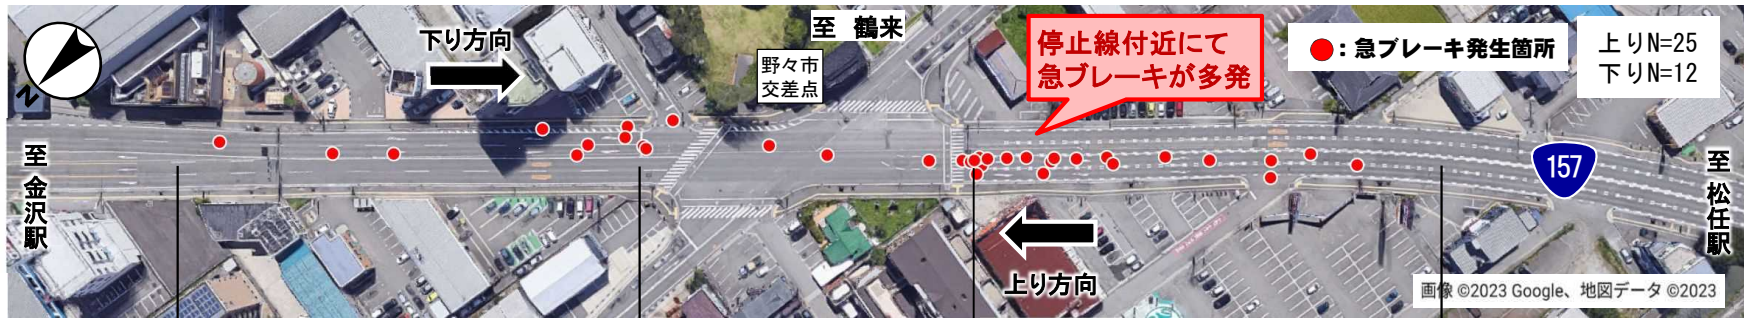 至 鶴来
下り方向
野々市
交差点
停止線付近にて
急ブレーキが多発
：急ブレーキ発生箇所
上りN=25
下りN=12
N
至 金沢駅
157
至 松任駅
上り方向
画像 ©2023 Google、地図データ ©2023